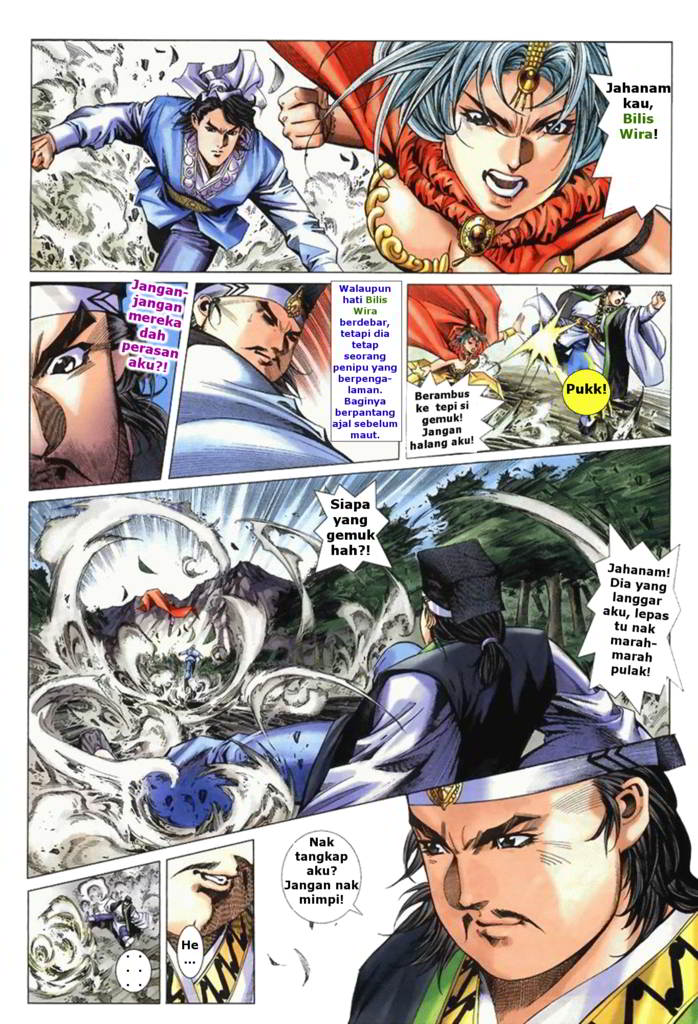 Jahanam
kau,
Bilis
Wira!
Jangan-
jangan
mereka
dah
perasan
aku?!
Walaupun
hati Bilis
Wira
berdebar,
tetapi dia
tetap
seorang
penipu yang
berpenga-
laman.
Baginya
berpantang
ajal sebelum
maut.
Berambus
ke tepi si
gemuk!
Jangan
halang aku!
Pukk!
Siapa
yang
gemuk
hah?!
Jahanam!
Dia yang
langgar
aku, lepas
tu nak
marah-
marah
pulak!
Nak
tangkap
aku?
Jangan nak
mimpi!
He
...